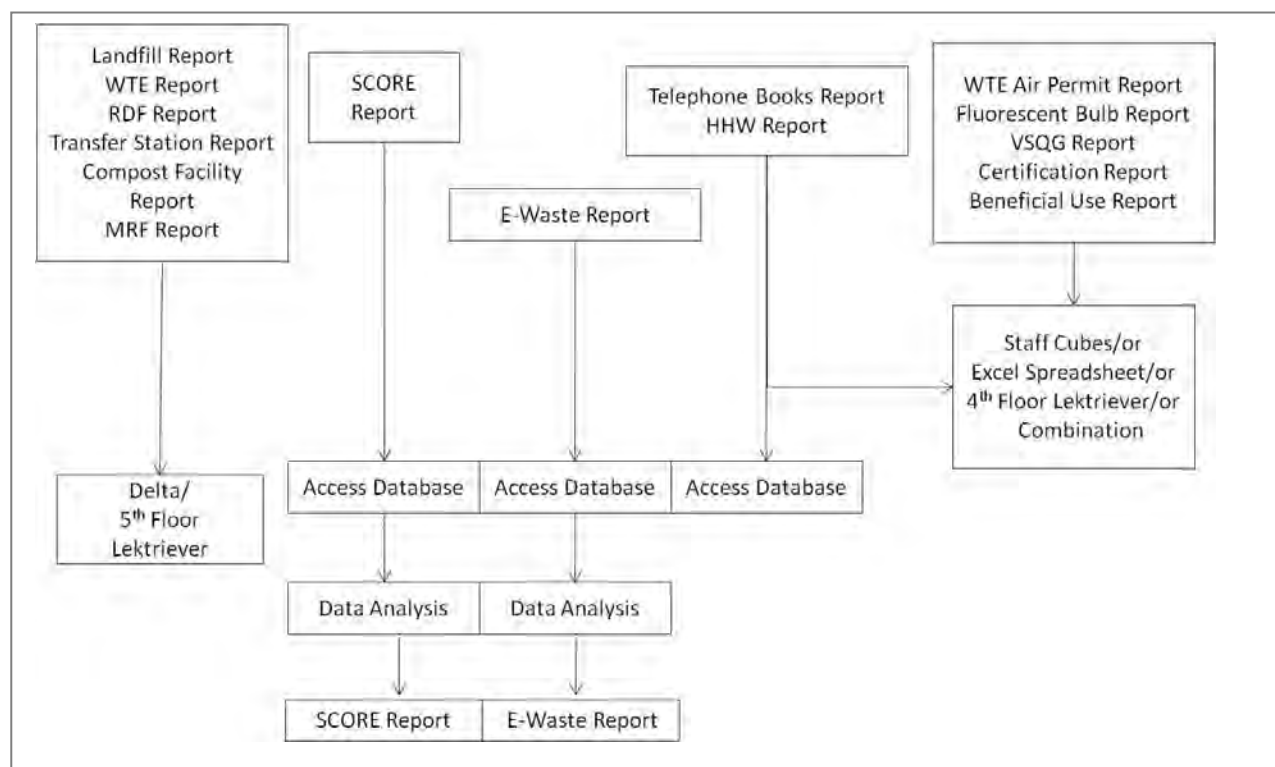 Landfill Report
WTE Report
RDF Report
Transfer Station Report
Compost Facility
Report
MRF Report
SCORE
Report
E-Waste Report
Telephone Books Report
HHW Report
WTE Air Permit Report
Fluorescent Bulb Report
VSQG Report
Certification Report
Beneficial Use Report
Staff Cubes/or
Excel Spreadsheet/or
4th Floor Lektriever/or
Combination
Delta/
5th Floor
Lektriever
Access Database
Access Database
Access Database
Data Analysis
Data Analysis
SCORE Report
E-Waste Report